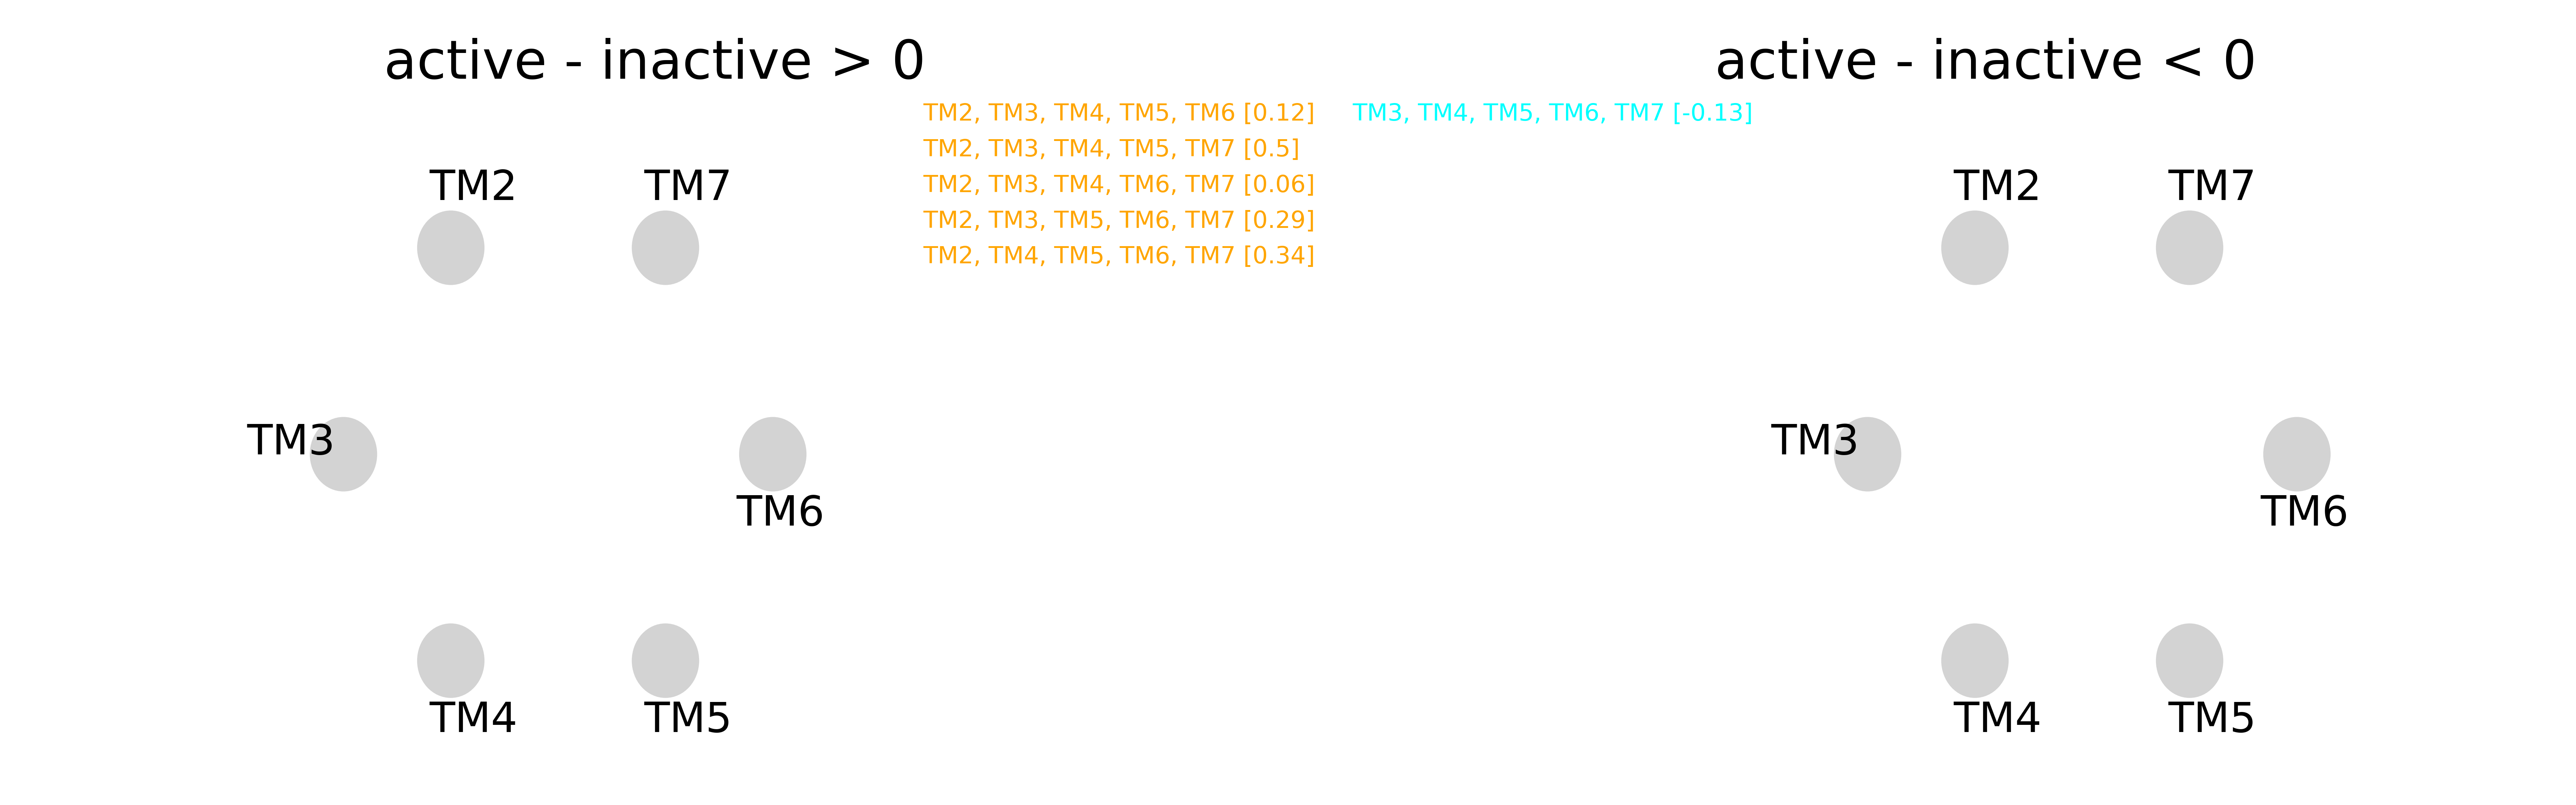 active - inactive > 0
TM2, TM3, TM4, TM5, TM6 [0.12]
TM2, TM3, TM4, TM5, TM7 [0.5]
TM2, TM3, TM4, TM6, TM7 [0.06]
TM2, TM3, TM5, TM6, TM7 [0.29]
TM2, TM4, TM5, TM6, TM7 [0.34]
TM2
TM7
TM3
TM6
TM4
TM5
active - inactive < 0
TM3, TM4, TM5, TM6, TM7 [-0.13]
TM2
TM7
TM3
TM6
TM4
TM5